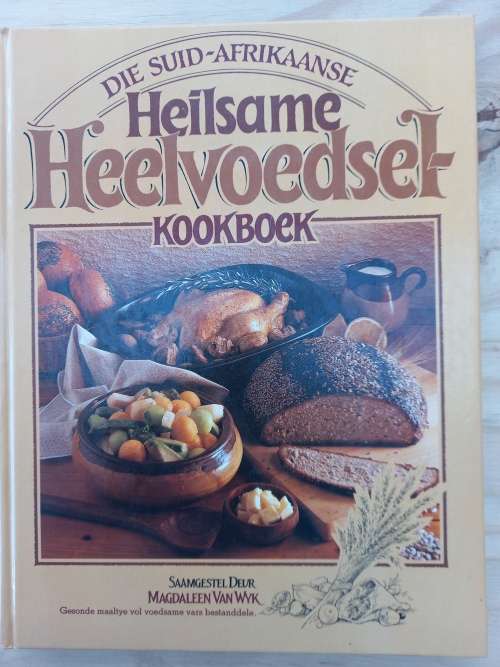 DIE SUID-AFRIKAANSE
Heilsame
Heelvoedsel-
KOOKBOEK
SAAMGESTEL DEUR
MAGDALEEN VAN WYK
Gesonde maaltye vol voedsame vars bestanddele.